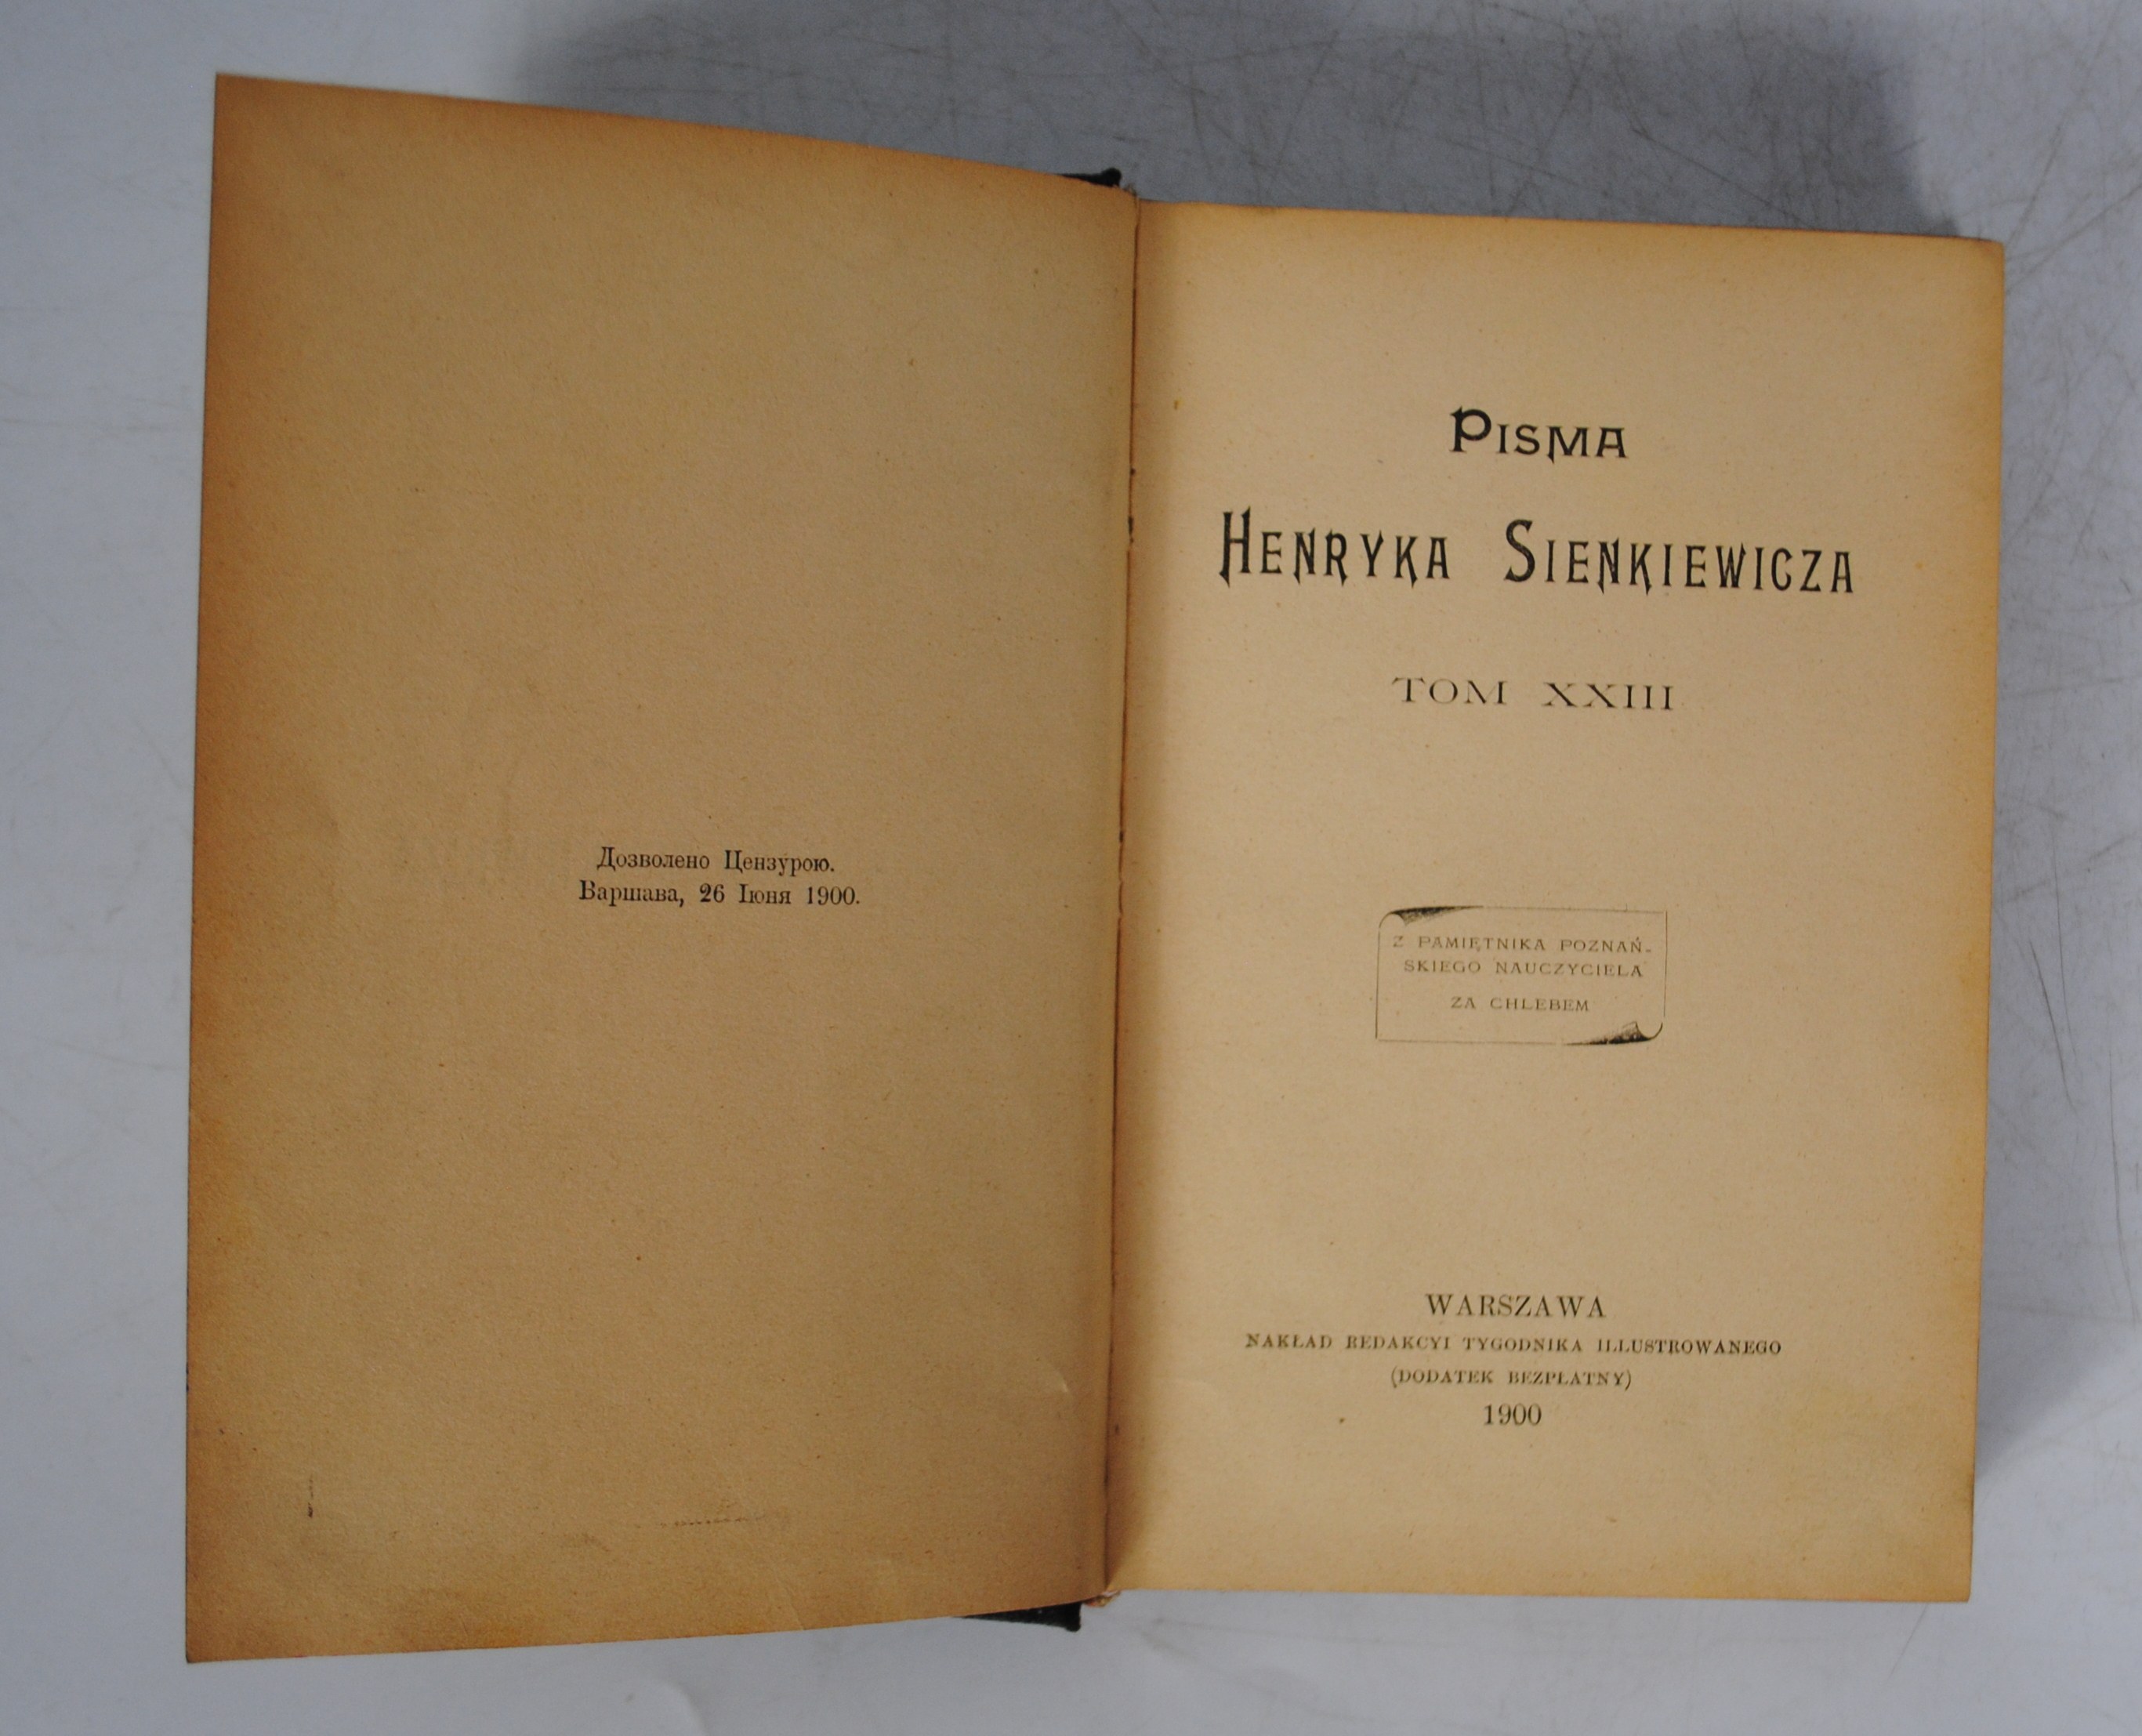 Дозволено Цензурою.
Варшава, 26 Іюня 1900.
PISMA
HENRYKA SIENKIEWICZA
TOM XXIII
Z PAMIĘTNIKA POZNAŃ-
SKIEGO NAUCZYCIELA
ZA CHLEBEM
WARSZAWA
NAKŁAD REDAKCYI TYGODNIKA ILLUSTROWANEGO
(DODATEK BEZPŁATNY)
1900